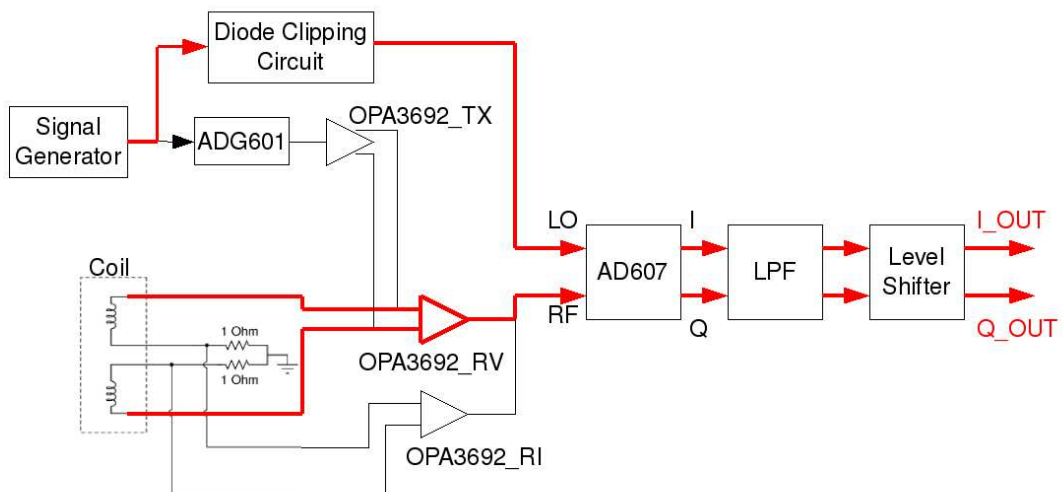 Diode Clipping
Circuit
OPA3692_TX
Signal
Generator
ADG601
LO
I
I_OUT
AD607
LPF
Level
Shifter
RF
Q
Q_OUT
Coil
1 Ohm
1 Ohm
OPA3692_RV
OPA3692_RI